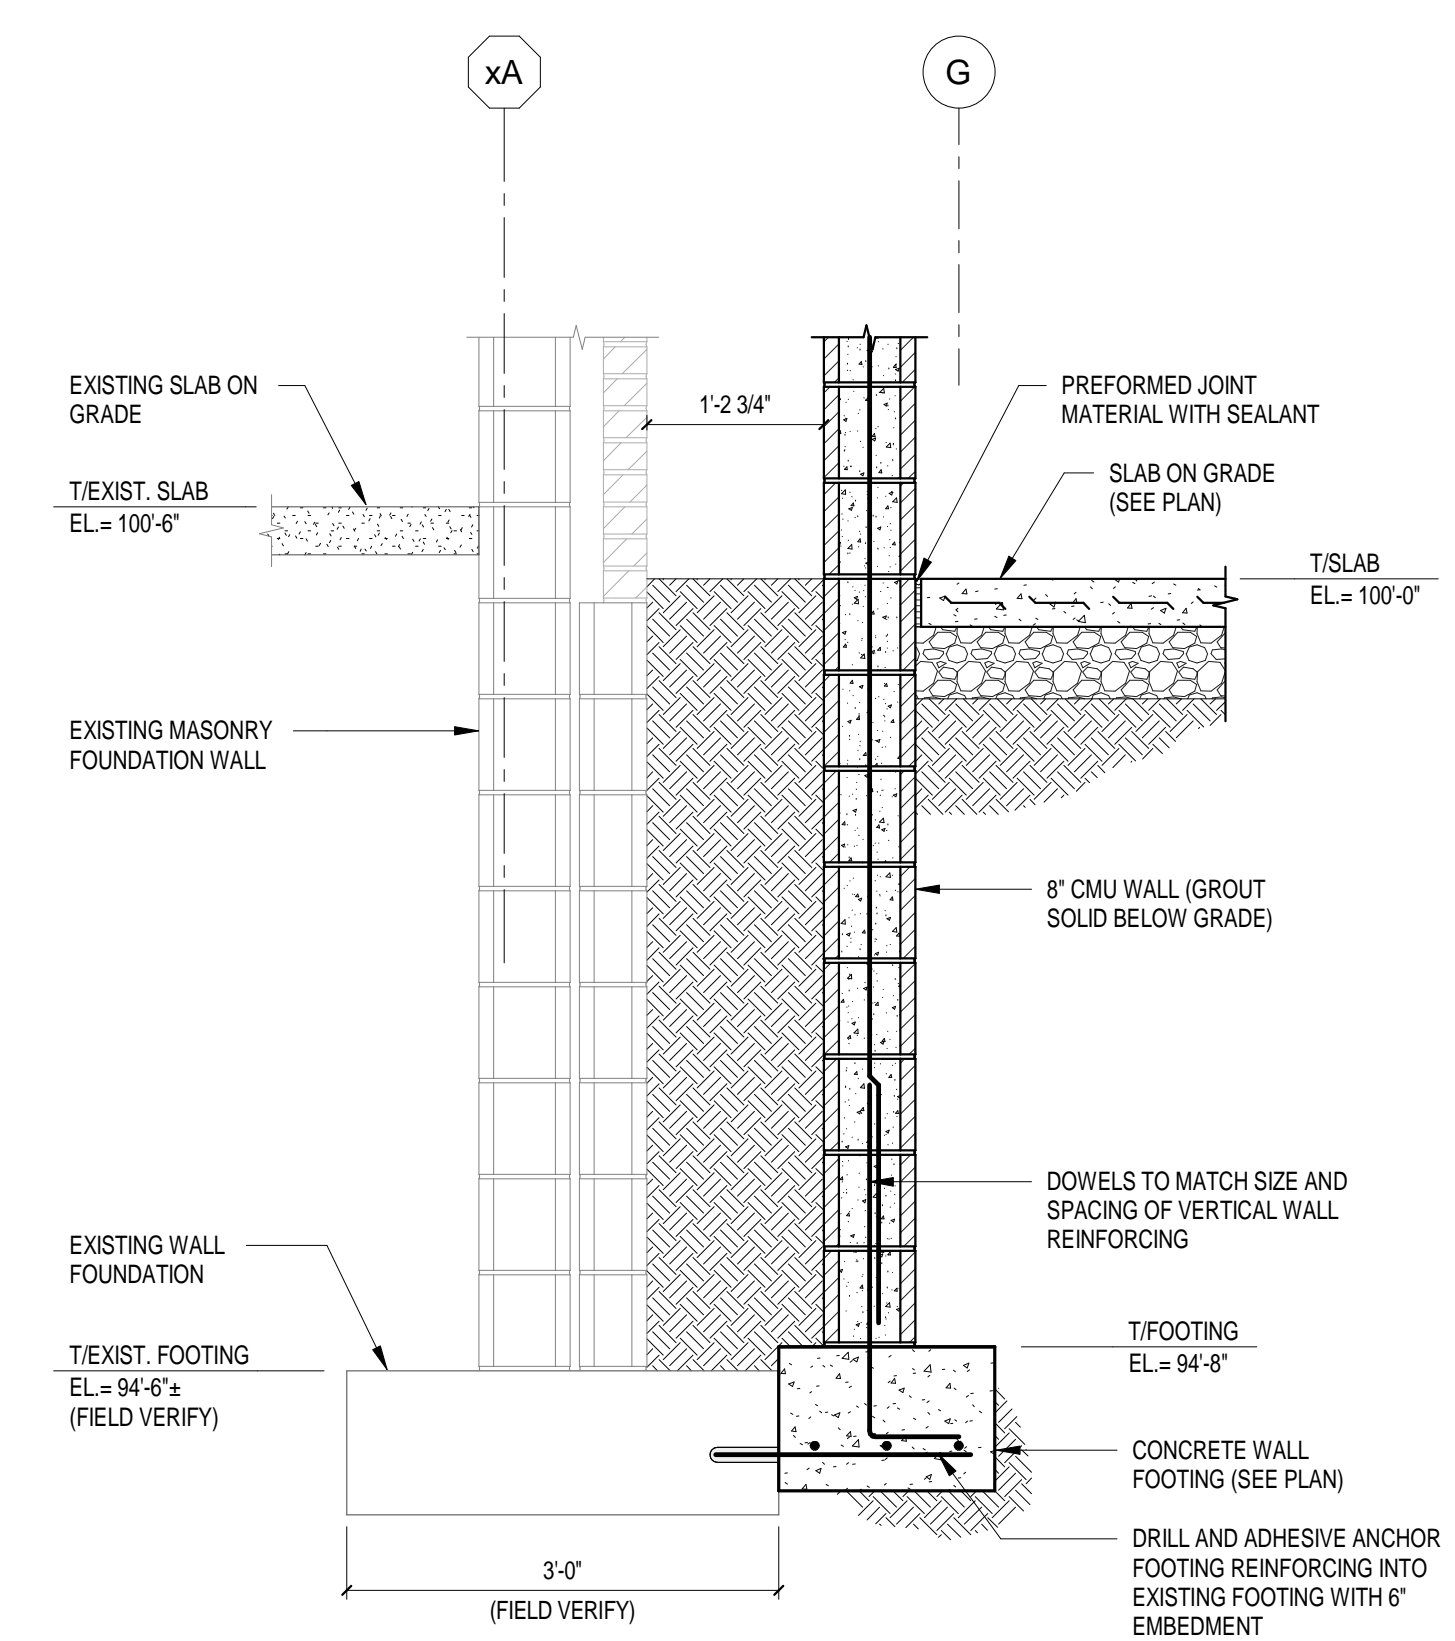 xA
G
EXISTING SLAB ON
GRADE
1'-2 3/4"
PREFORMED JOINT
MATERIAL WITH SEALANT
SLAB ON GRADE
(SEE PLAN)
T/EXIST. SLAB
EL.= 100'-6"
T/SLAB
EL.= 100'-0"
EXISTING MASONRY
FOUNDATION WALL
8" CMU WALL (GROUT
SOLID BELOW GRADE)
DOWELS TO MATCH SIZE AND
SPACING OF VERTICAL WALL
REINFORCING
EXISTING WALL
FOUNDATION
T/EXIST. FOOTING
EL.= 94'-6"±
(FIELD VERIFY)
T/FOOTING
EL.= 94'-8"
CONCRETE WALL
FOOTING (SEE PLAN)
DRILL AND ADHESIVE ANCHOR
FOOTING REINFORCING INTO
EXISTING FOOTING WITH 6"
EMBEDMENT
3'-0"
(FIELD VERIFY)